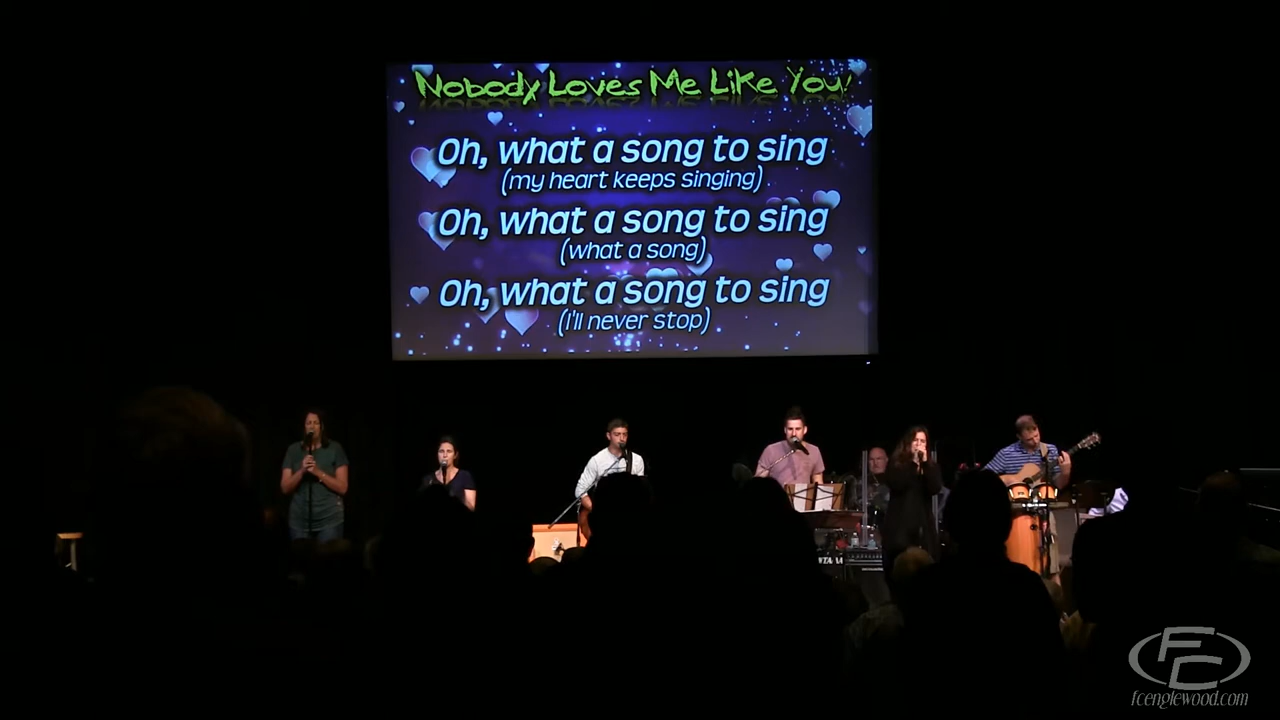 Nobody Loves Me Like You!
Oh, what a song to sing
(my heart keeps singing)
Oh, what a song to sing
(what a song)
Oh, what a song to sing
(I'll never stop)
FC
fcenglewood.com